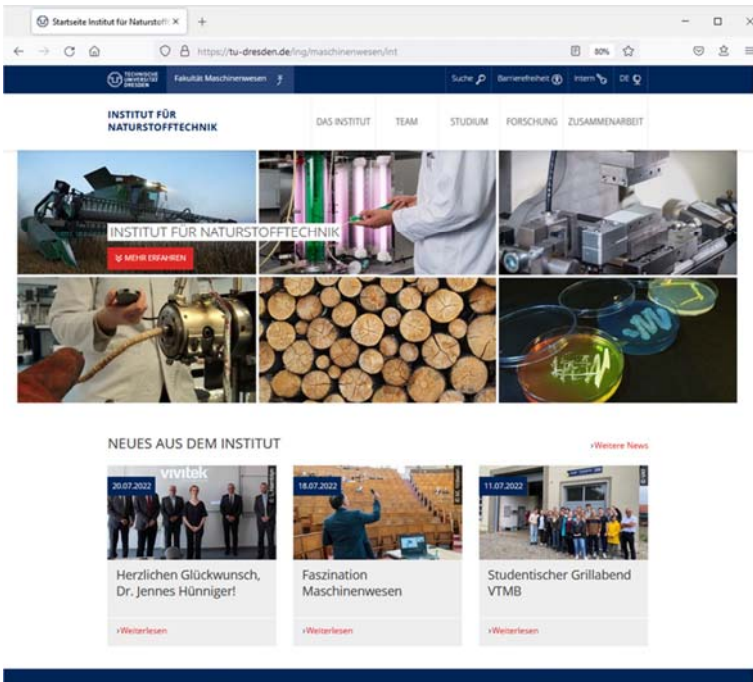 Startseite Institut für Naturstoff
https://tu-dresden.de/ing/maschinenwesen/int
80%
TECHNISCHE
UNIVERSITÄT
DRESDEN
Fakultät Maschinenwesen
Suche
Barrierefreiheit
Intern
DE
INSTITUT FÜR
NATURSTOFFTECHNIK
DAS INSTITUT
TEAM
STUDIUM
FORSCHUNG
ZUSAMMENARBEIT
INSTITUT FÜR NATURSTOFFTECHNIK
MEHR ERFAHREN
NEUES AUS DEM INSTITUT
›Weitere News
vivitek
20.07.2022
Herzlichen Glückwunsch,
Dr. Jennes Hünniger!
›Weiterlesen
18.07.2022
Faszination
Maschinenwesen
›Weiterlesen
11.07.2022
Studentischer Grillabend
VTMB
›Weiterlesen